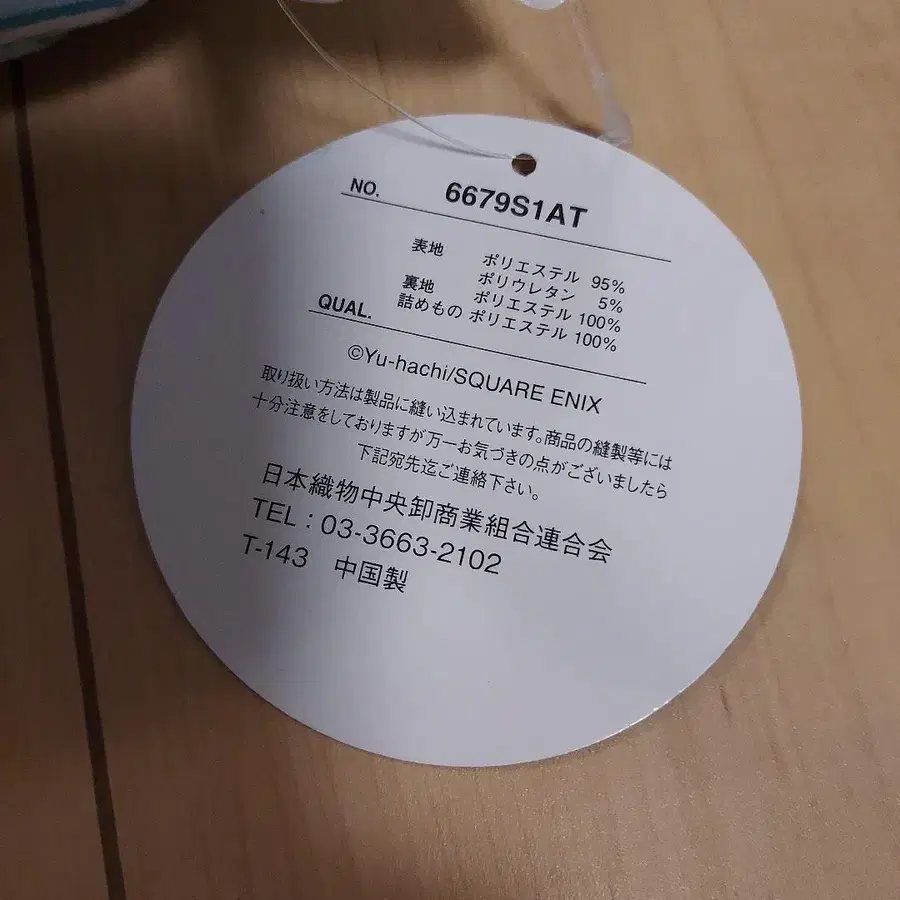 NO. 6679S1AT
表地 ポリエステル 95%
ポリウレタン 5%
裏地 ポリエステル 100%
QUAL. 詰めもの ポリエステル 100%
©Yu-hachi/SQUARE ENIX
取り扱い方法は製品に縫い込まれています。商品の縫製等には
十分注意をしておりますが万一お気づきの点がございましたら
下記宛先迄ご連絡下さい。
日本織物中央卸商業組合連合会
TEL : 03-3663-2102
T-143 中国製